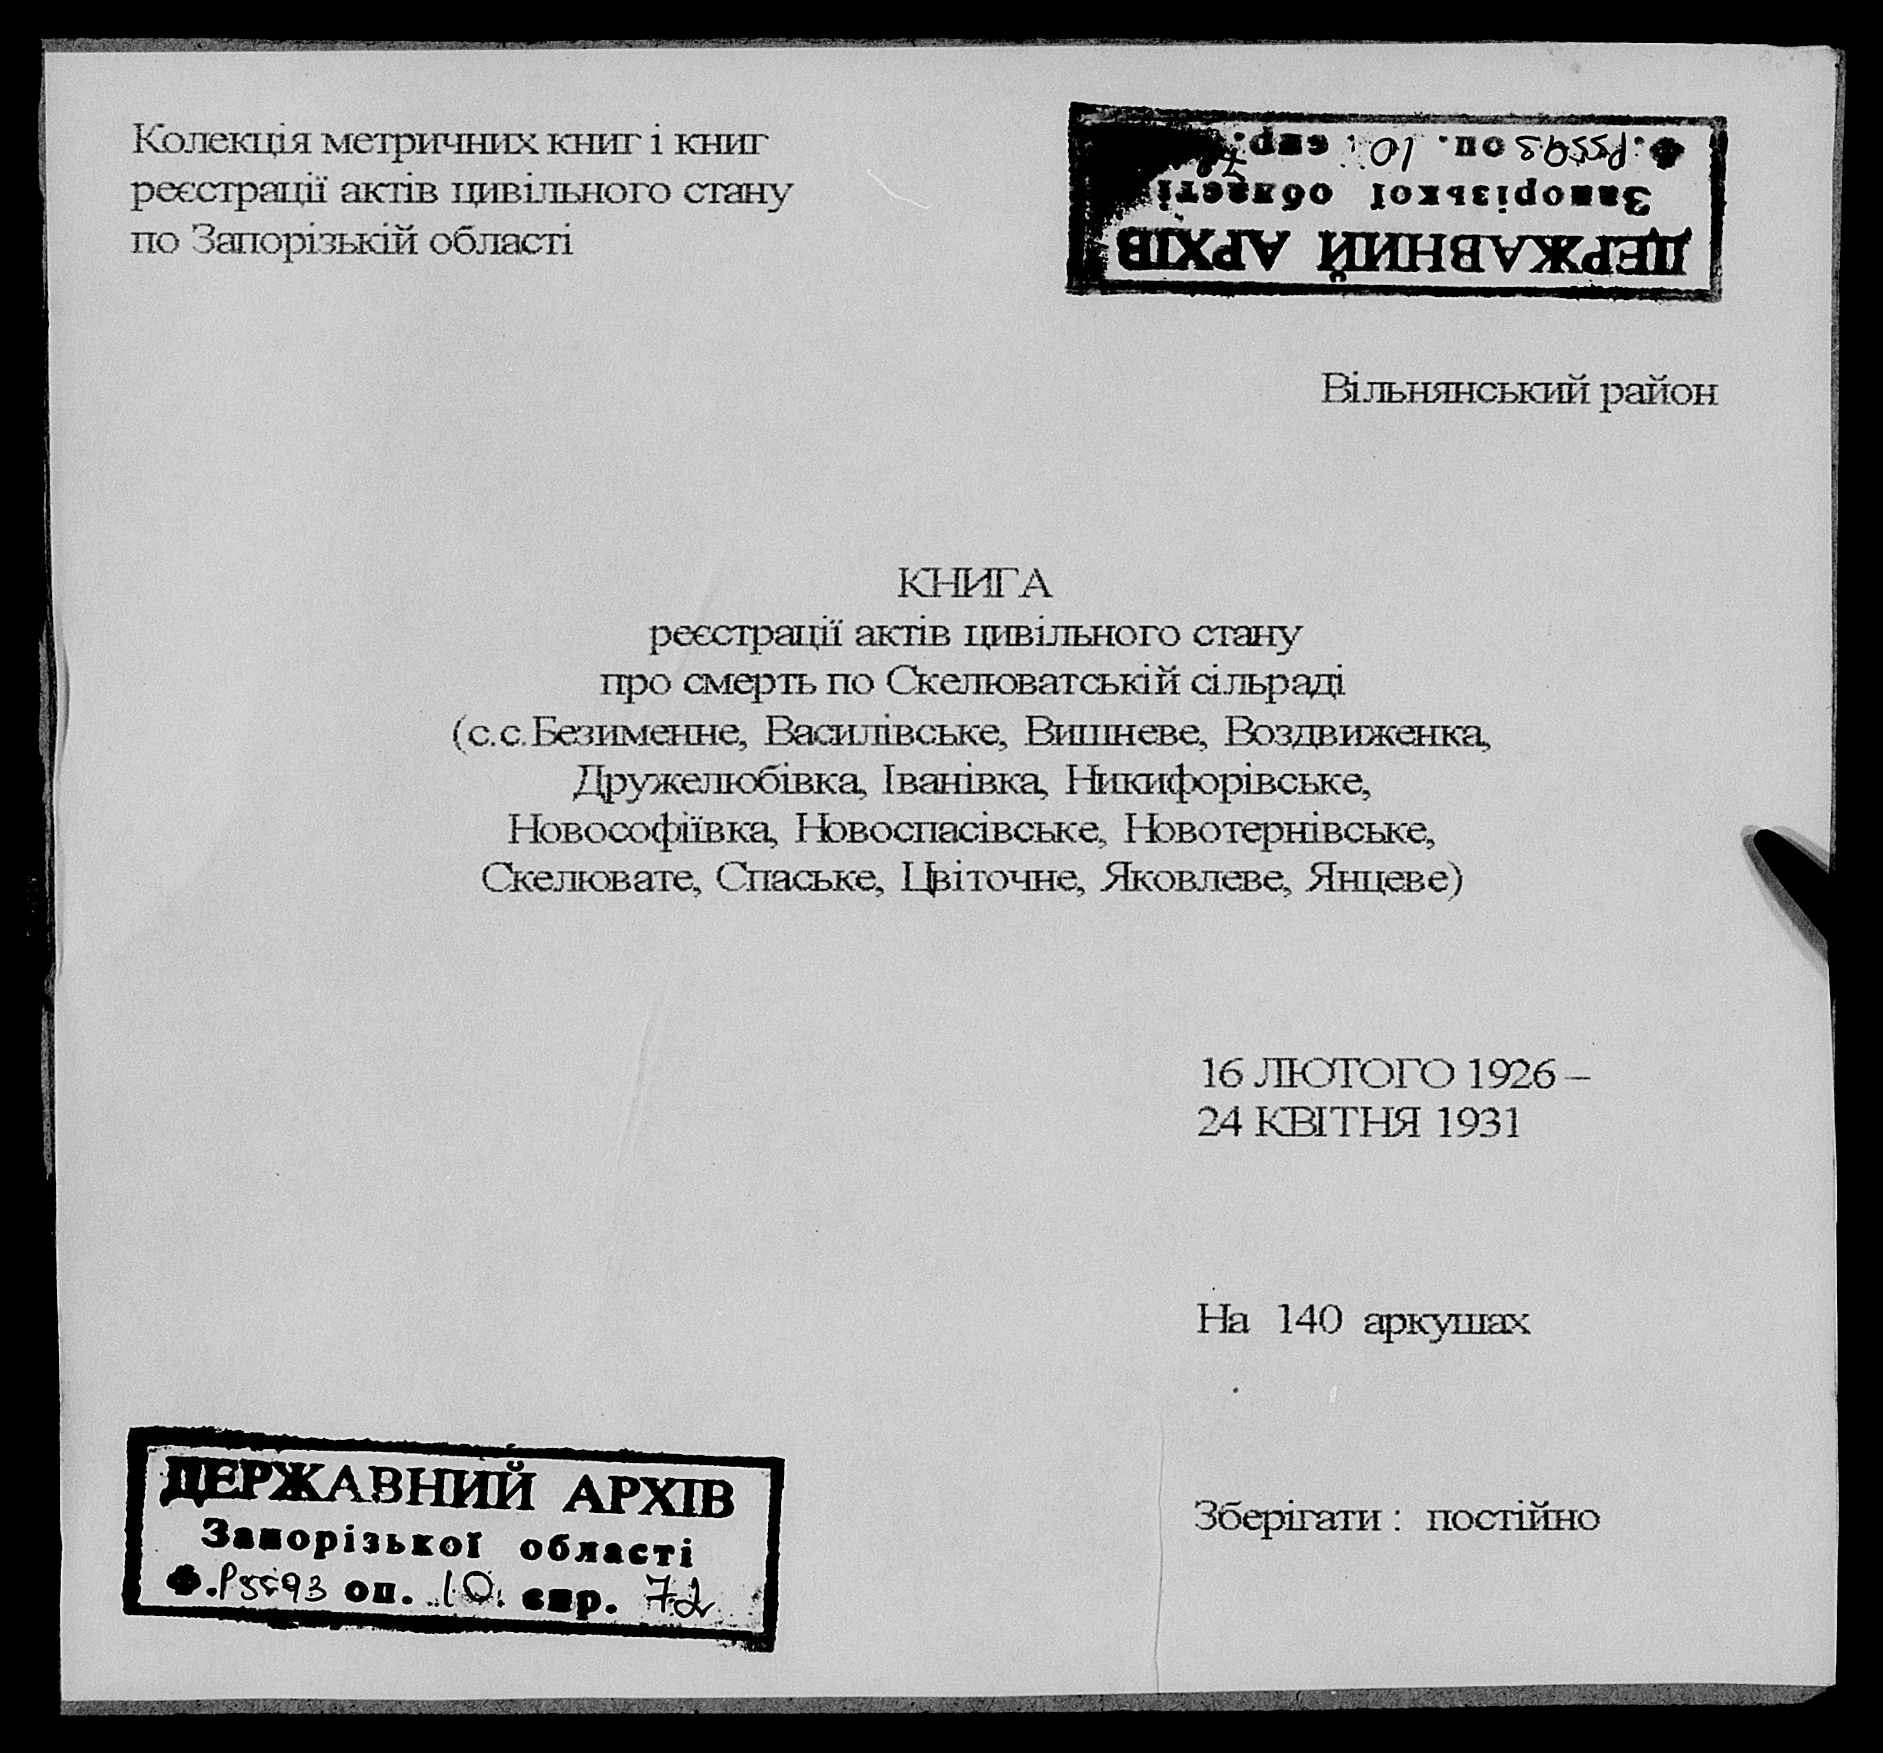 Колекція метричних книг і книг
реєстрації актів цивільного стану
по Запорізькій області
ДЕРЖАВНИЙ АРХІВ
Запорізької області
Ф.Р5593 оп. 10 спр. 72
Вільнянський район
КНИГА
реєстрації актів цивільного стану
про смерть по Скелюватській сільраді
(с.с.Безименне, Василівське, Вишневе, Воздвиженка,
Дружелюбівка, Іванівка, Никифорівське,
Новософіївка, Новоспасівське, Новотернівське,
Скелювате, Спаське, Цвіточне, Яковлеве, Янцеве)
16 ЛЮТОГО 1926 –
24 КВІТНЯ 1931
На 140 аркушах
Зберігати : постійно
ДЕРЖАВНИЙ АРХІВ
Запорізької області
Ф.Р5593 оп. 10 спр. 72